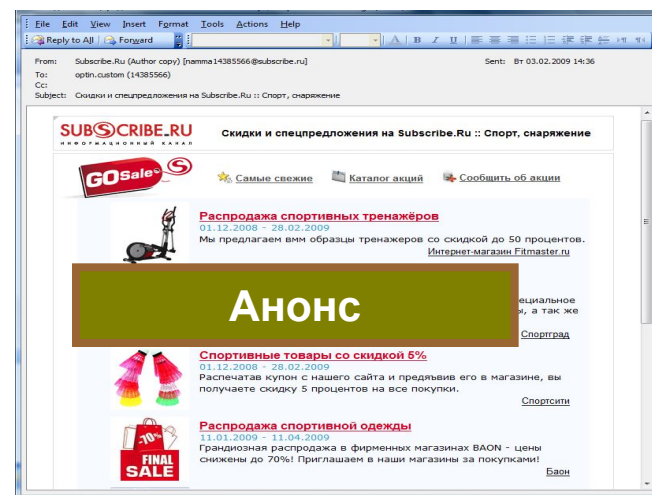 File Edit View Insert Format Tools Actions Help
Reply to All Forward A B I U
From: Subscribe.Ru (Author copy) [namma14385566@subscribe.ru] Sent: Вт 03.02.2009 14:36
To: optin.custom (14385566)
Cc:
Subject: Скидки и спецпредложения на Subscribe.Ru :: Спорт, снаряжение
SUBSCRIBE.RU Скидки и спецпредложения на Subscribe.Ru :: Спорт, снаряжение
ИНФОРМАЦИОННЫЙ КАНАЛ
GOSale S Самые свежие Каталог акций Сообщить об акции
Распродажа спортивных тренажёров
01.12.2008 - 28.02.2009
Мы предлагаем вмм образцы тренажеров со скидкой до 50 процентов.
Интернет-магазин Fitmaster.ru
Анонс
ециальное
ы, а так же
Спортград
Спортивные товары со скидкой 5%
01.12.2008 - 28.02.2009
Распечатав купон с нашего сайта и предяъвив его в магазине, вы
получаете скидку 5 процентов на все покупки.
Спортсити
Распродажа спортивной одежды
11.01.2009 - 11.04.2009
Грандиозная распродажа в фирменных магазинах BAON - цены
снижены до 70%! Приглашаем в наши магазины за покупками!
Баон
-10%
FINAL
SALE